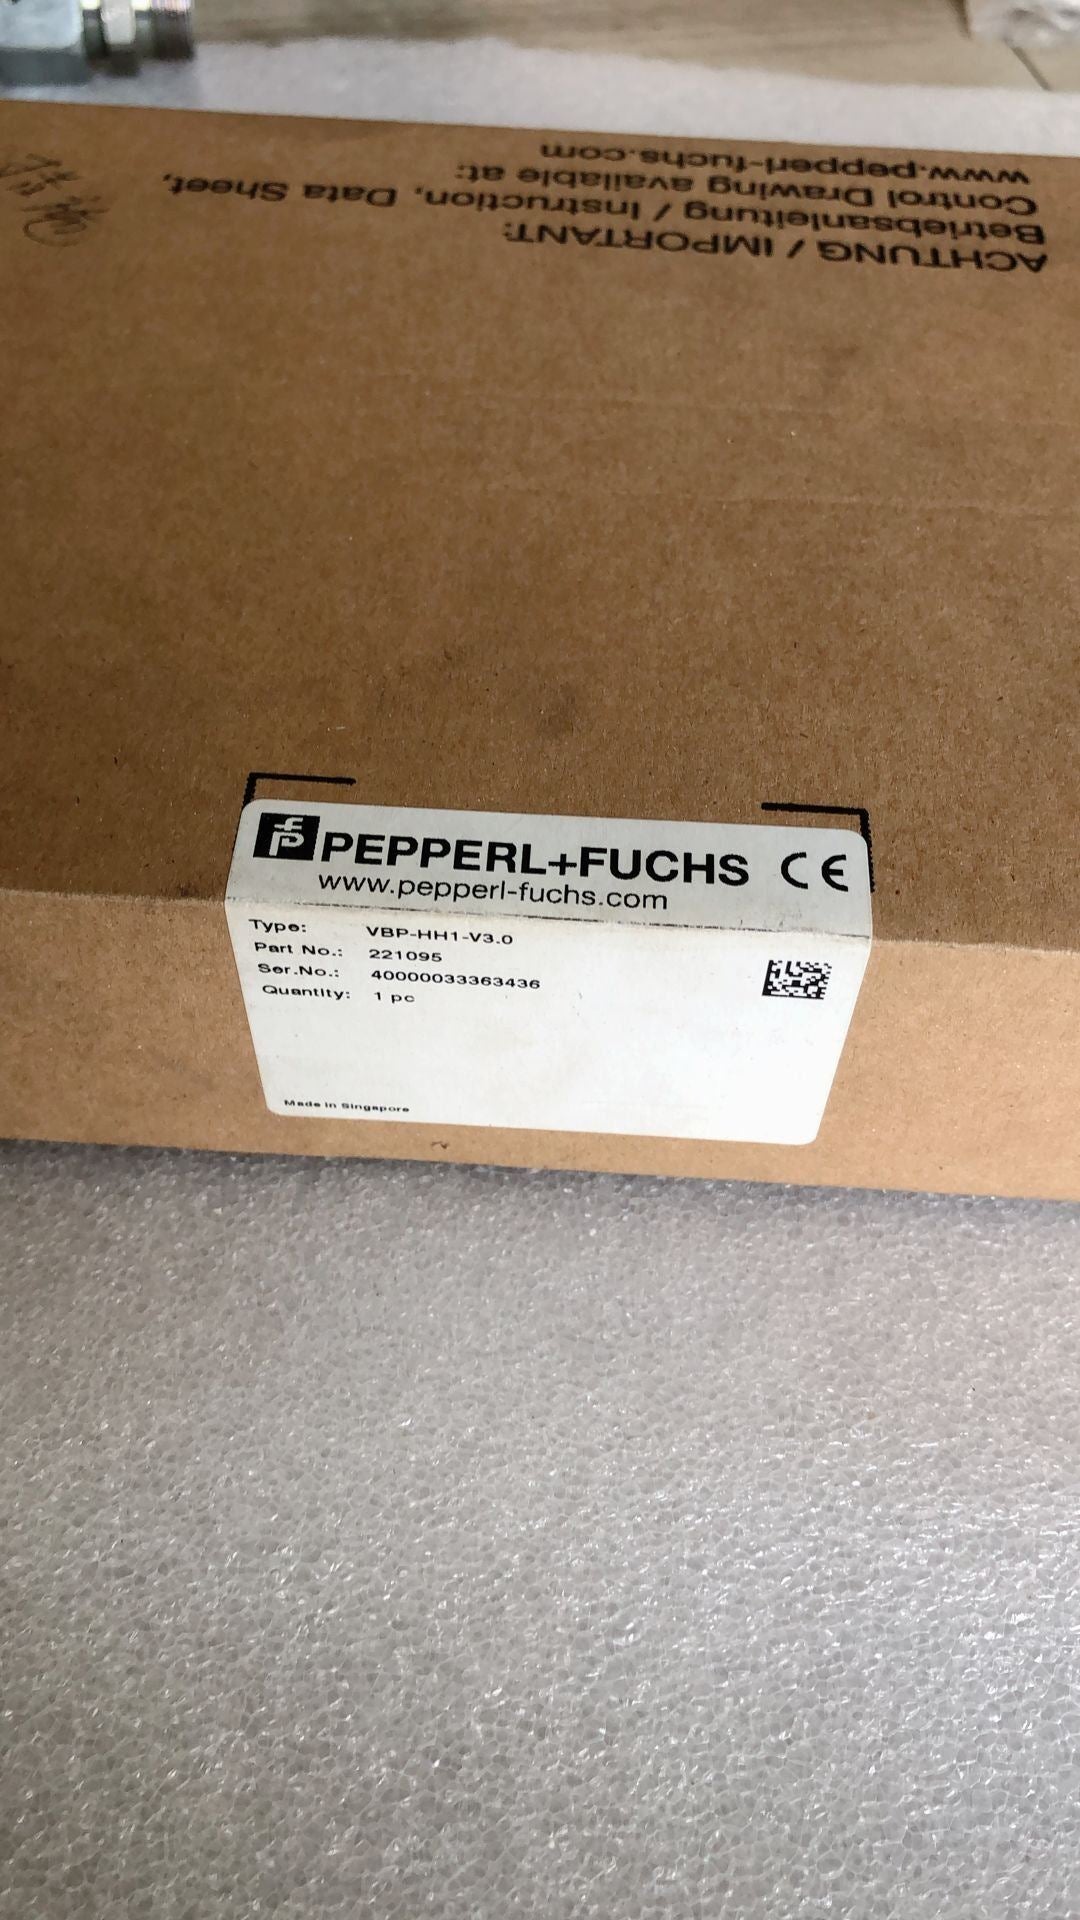 ACHTUNG / IMPORTANT:
Betriebsanleitung / Instruction, Data Sheet,
Control Drawing available at:
www.pepperl-fuchs.com
PEPPERL+FUCHS CE
www.pepperl-fuchs.com
Type: VBP-HH1-V3.0
Part No.: 221095
Ser.No.: 40000033363436
Quantity: 1 pc
Made in Singapore